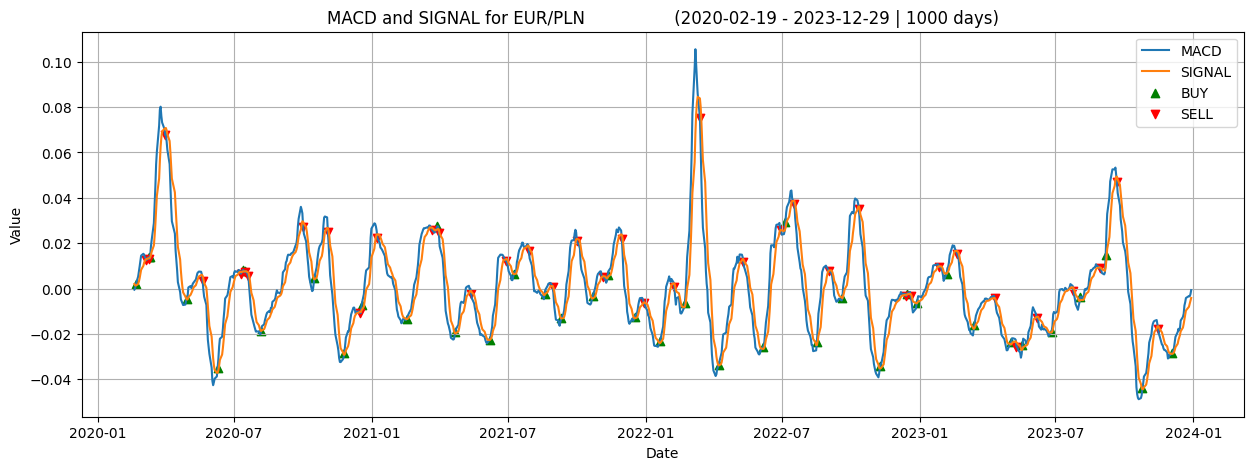 MACD and SIGNAL for EUR/PLN (2020-02-19 - 2023-12-29 | 1000 days)
MACD
SIGNAL
BUY
SELL
Value
0.10
0.08
0.06
0.04
0.02
0.00
−0.02
−0.04
2020-01
2020-07
2021-01
2021-07
2022-01
2022-07
2023-01
2023-07
2024-01
Date